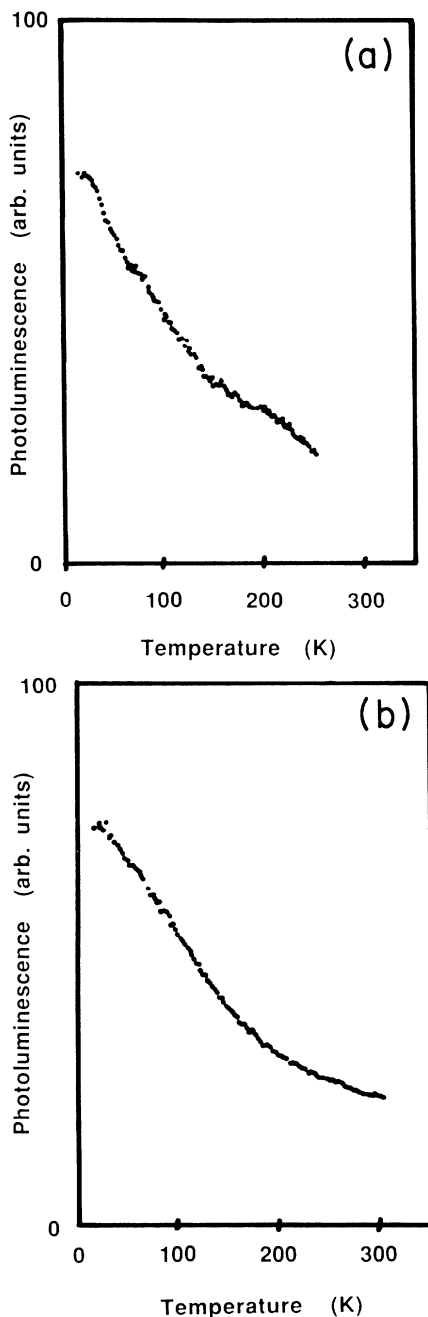 100
(a)
Photoluminescence (arb. units)
0
0 100 200 300
Temperature (K)
100
(b)
Photoluminescence (arb. units)
0
0 100 200 300
Temperature (K)